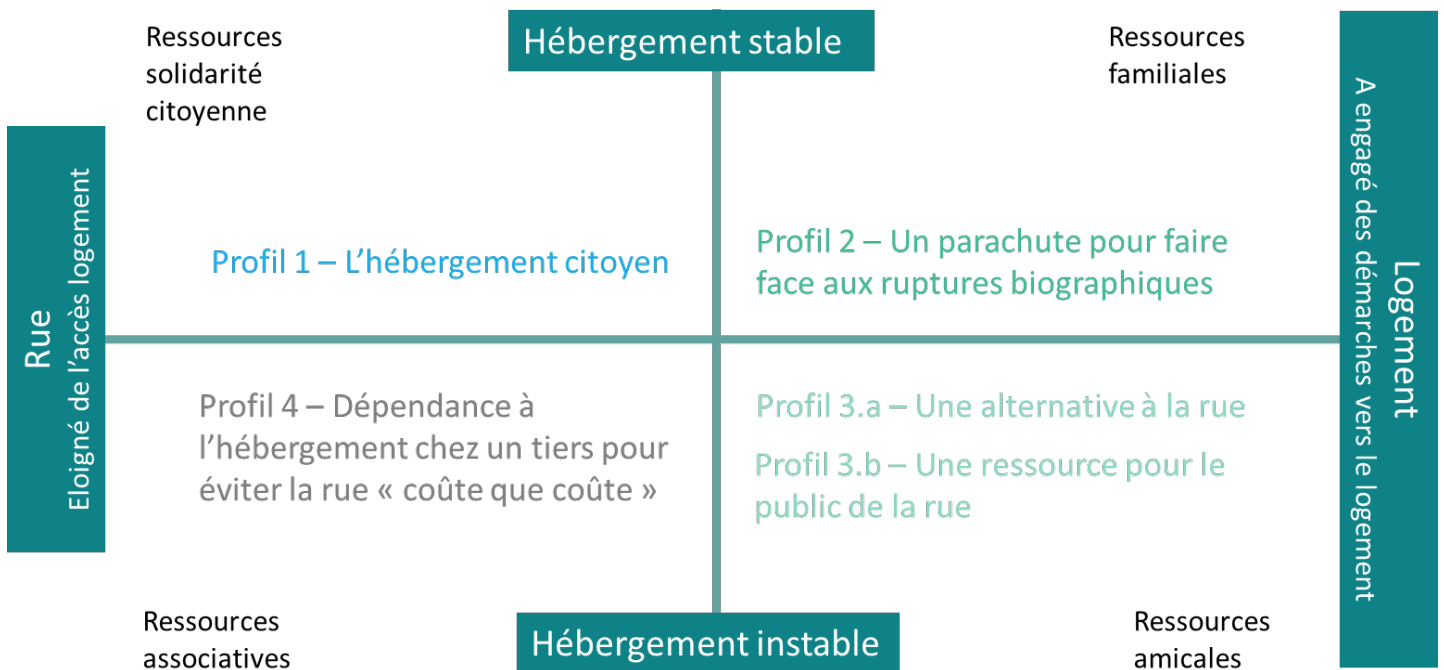 Ressources
solidarité
citoyenne
Hébergement stable
Ressources
familiales
Rue
Eloigné de l'accès logement
Logement
A engagé des démarches vers le logement
Profil 1 – L'hébergement citoyen
Profil 2 – Un parachute pour faire
face aux ruptures biographiques
Profil 4 – Dépendance à
l'hébergement chez un tiers pour
éviter la rue « coûte que coûte »
Profil 3.a – Une alternative à la rue
Profil 3.b – Une ressource pour le
public de la rue
Ressources
associatives
Hébergement instable
Ressources
amicales